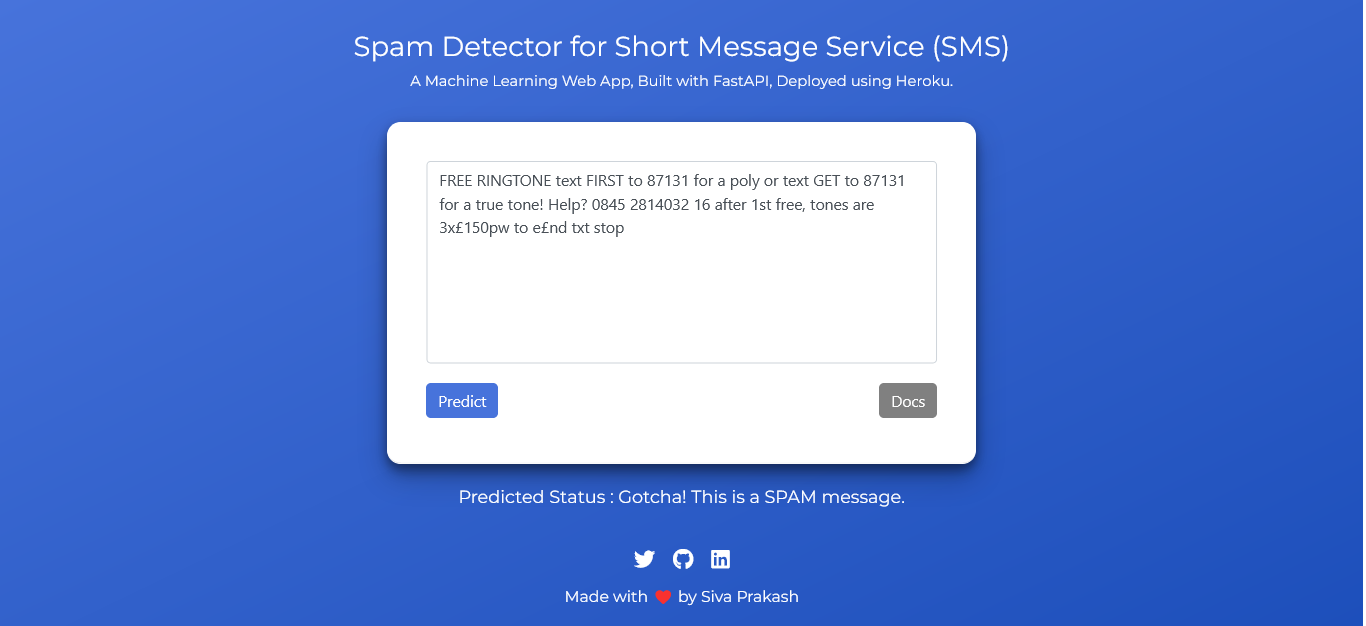 Spam Detector for Short Message Service (SMS)
A Machine Learning Web App, Built with FastAPI, Deployed using Heroku.
FREE RINGTONE text FIRST to 87131 for a poly or text GET to 87131
for a true tone! Help? 0845 2814032 16 after 1st free, tones are
3x£150pw to e£nd txt stop
Predict
Docs
Predicted Status : Gotcha! This is a SPAM message.
in
Made with ❤ by Siva Prakash